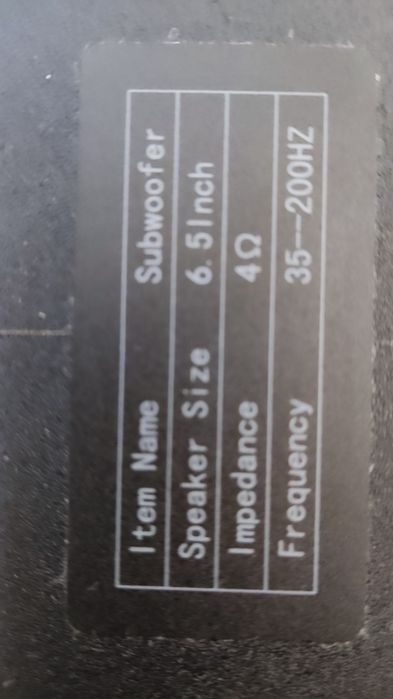 Item Name Subwoofer
Speaker Size 6.5Inch
Impedance 4Ω
Frequency 35--200HZ